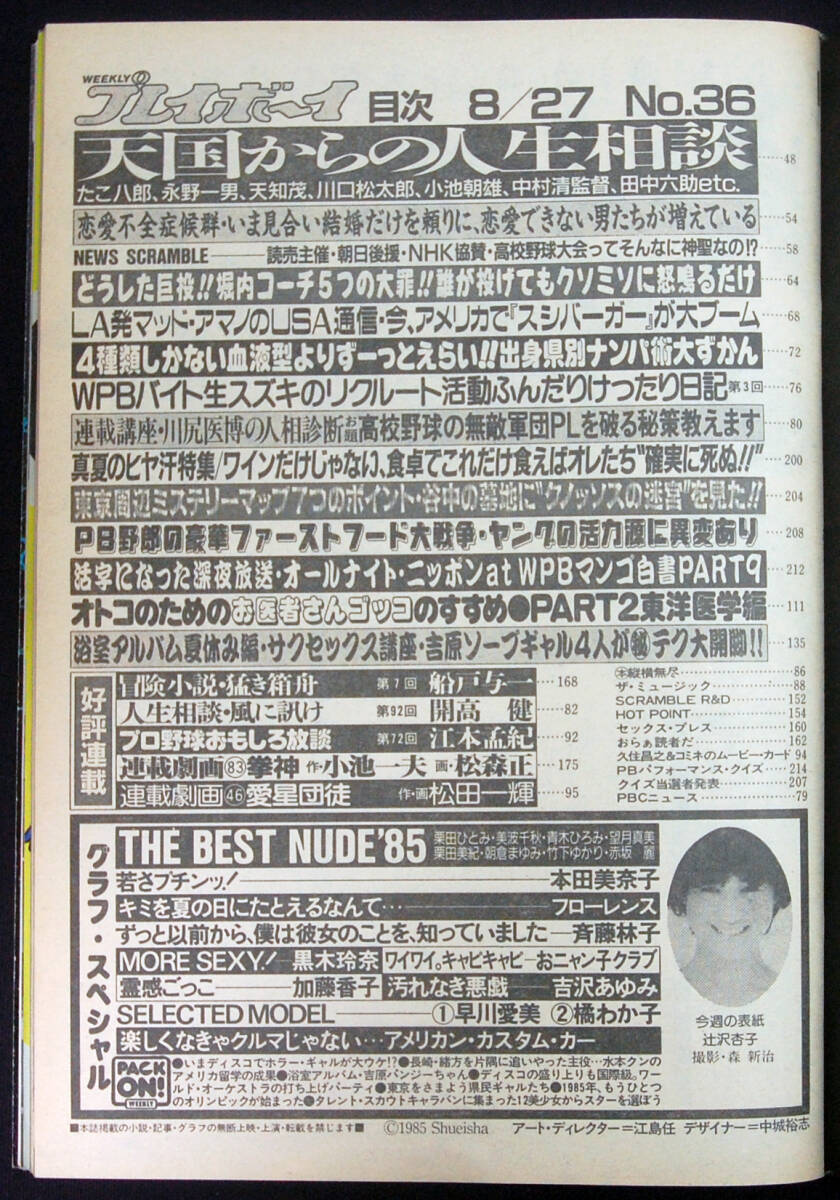 WEEKLY
プレイボーイ 目次 8/27 No.36
天国からの人生相談 48
たこ八郎、永野一男、天知茂、川口松太郎、小池朝雄、中村清監督、田中六助etc.
恋愛不全症候群・いま見合い結婚だけを頼りに、恋愛できない男たちが増えている 54
NEWS SCRAMBLE 読売主催・朝日後援・NHK協賛・高校野球大会ってそんなに神聖なの!? 58
どうした巨投!!堀内コーチ5つの大罪!!誰が投げてもクソミソに怒鳴るだけ 64
LA発マッド・アマノのUSA通信・今、アメリカで『スシバーガー』が大ブーム 68
4種類しかない血液型よりずーっとえらい!!出身県別ナンパ術大ずかん 72
WPBバイト生スズキのリクルート活動ふんだりけったり日記 第3回 76
連載講座・川尻医博の人相診断 お題 高校野球の無敵軍団PLを破る秘策教えます 80
真夏のヒヤ汗特集/ワインだけじゃない、食卓でこれだけ食えばオレたち"確実に死ぬ!!" 200
東京周辺ミステリーマップ7つのポイント・谷中の墓地に"クノッソスの迷宮"を見た!! 204
PB野郎の豪華ファーストフード大戦争・ヤングの活力源に異変あり 208
活字になった深夜放送・オールナイト・ニッポンat WPBマンゴ白書PART9 212
オトコのためのお医者さんゴッコのすすめ●PART2東洋医学編 111
浴室アルバム夏休み編・サクセックス講座・吉原ソープギャル4人が㊙テク大開脚!! 135
好評連載
冒険小説・猛き箱舟 第7回 船戸与一 168
人生相談・風に訊け 第92回 開高 健 82
プロ野球おもしろ放談 第72回 江本孟紀 92
連載劇画83拳神 作・小池一夫 画・松森正 175
連載劇画46愛星団徒 作・画 松田一輝 95
本縦横無尽 86
ザ・ミュージック 88
SCRAMBLE R&D 152
HOT POINT 154
セックス・プレス 160
おらぁ読者だ 162
久住昌之&コミネのムービー・カード 94
PBパフォーマンス・クイズ 214
クイズ当選者発表 207
PBCニュース 79
グラフ・スペシャル
THE BEST NUDE'85 栗田ひとみ・美波千秋・青木ひろみ・望月真美
栗田美紀・朝倉まゆみ・竹下ゆかり・赤坂 麗
若さプチンッ! 本田美奈子
キミを夏の日にたとえるなんて… フローレンス
ずっと以前から、僕は彼女のことを、知っていました 斉藤林子
MORE SEXY! 黒木玲奈 ワイワイ。キャピキャピ おニャン子クラブ
霊感ごっこ 加藤香子 汚れなき悪戯 吉沢あゆみ
SELECTED MODEL ①早川愛美 ②橘わか子
楽しくなきゃクルマじゃない…アメリカン・カスタム・カー
PACK ON! WEEKLY
●いまディスコでホラー・ギャルが大ウケ!?●長崎・緒方を片隅に追いやった主役…水本クンの
アメリカ留学の成果●浴室アルバム・吉原バンジーちゃん●ディスコの盛り上りも国際級。ワー
ルド・オーケストラの打ち上げパーティ●東京をさまよう県民ギャルたち●1985年、もうひとつ
のオリンピックが始まった●タレント・スカウトキャラバンに集まった12美少女からスターを選ぼう
今週の表紙
辻沢杏子
撮影・森 新治
■本誌掲載の小説・記事・グラフの無断上映・上演・転載を禁じます■ ©1985 Shueisha アート・ディレクター=江島任 デザイナー=中城裕志